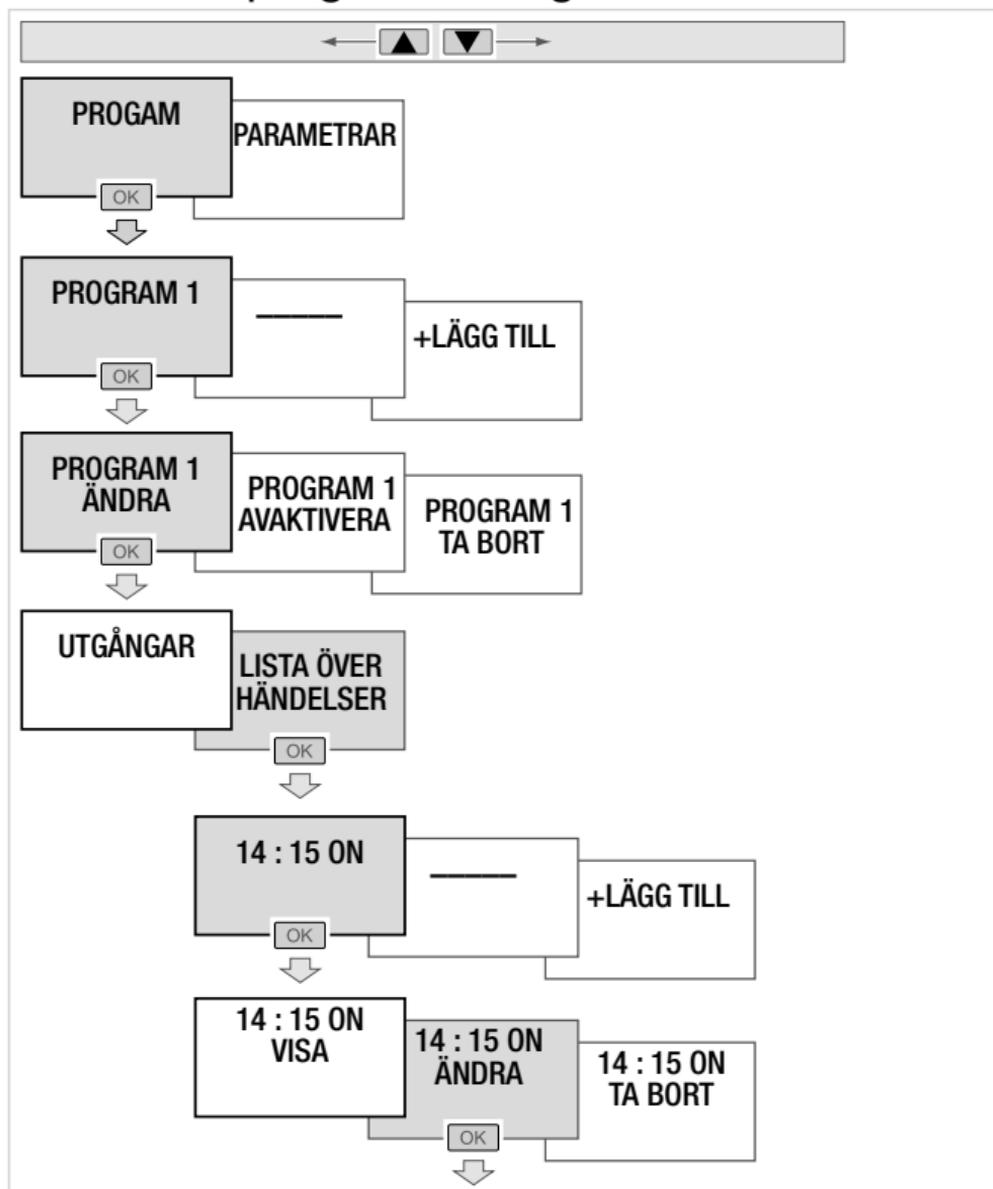 PROGAM
PARAMETRAR
OK
PROGRAM 1
_____
+LÄGG TILL
OK
PROGRAM 1
ÄNDRA
PROGRAM 1
AVAKTIVERA
PROGRAM 1
TA BORT
OK
UTGÅNGAR
LISTA ÖVER
HÄNDELSER
OK
14 : 15 ON
_____
+LÄGG TILL
OK
14 : 15 ON
VISA
14 : 15 ON
ÄNDRA
14 : 15 ON
TA BORT
OK